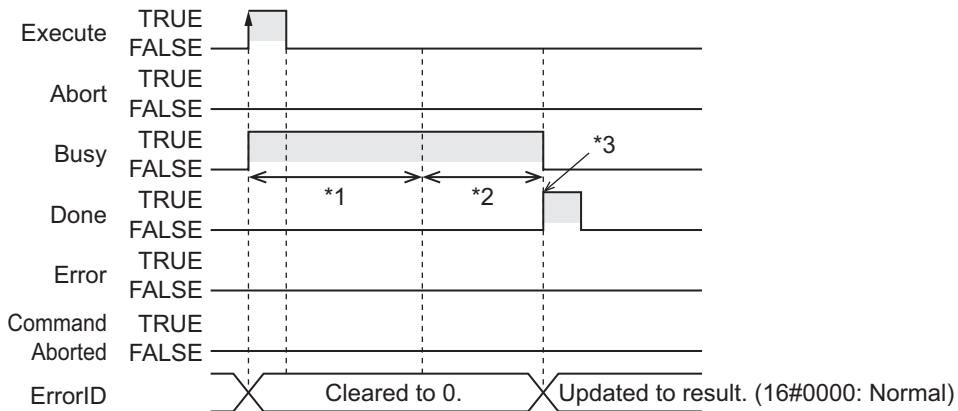 Execute TRUE
FALSE
Abort TRUE
FALSE
Busy TRUE
FALSE
*3
*1 *2
Done TRUE
FALSE
Error TRUE
FALSE
Command TRUE
Aborted FALSE
ErrorID Cleared to 0. Updated to result. (16#0000: Normal)